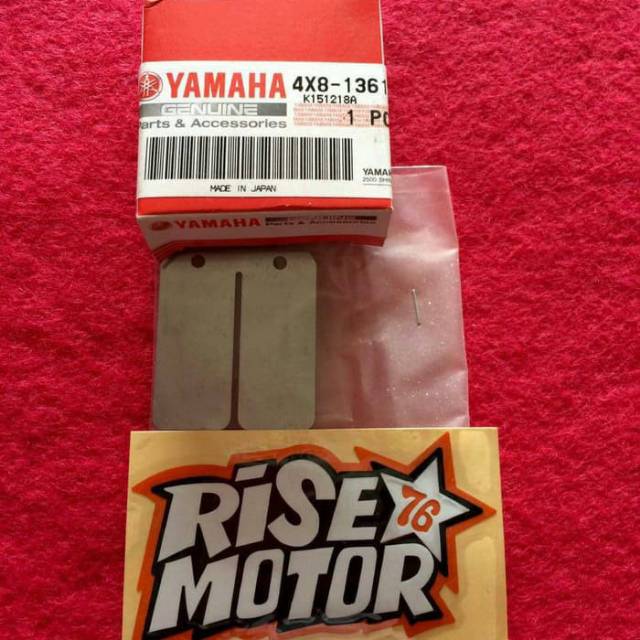 YAMAHA 4X8-1361
K151218A
GENUINE
Parts & Accessories
1 PC
YAMAHA
MADE IN JAPAN
YAMAHA
GENUINE
Parts & Accessories
RiSE
76
MOTOR